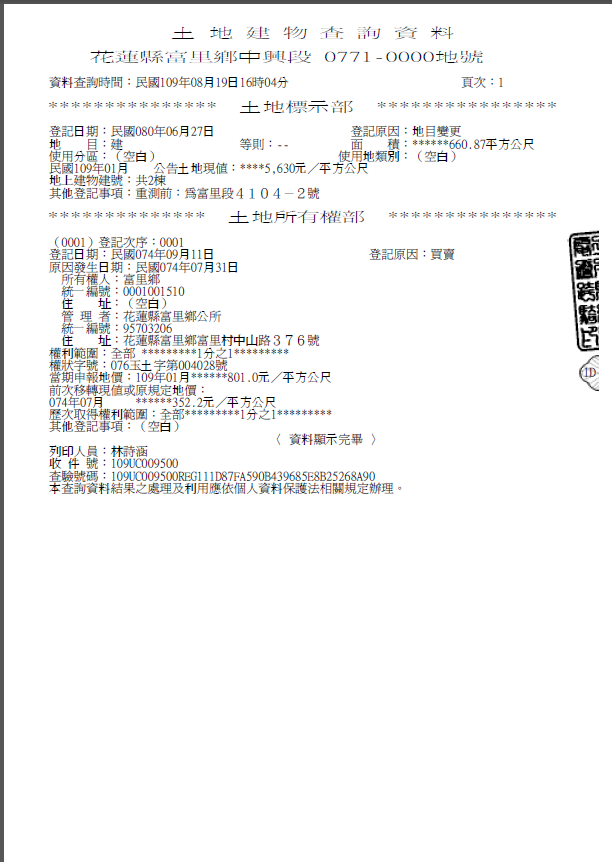 土地建物查詢資料
花蓮縣富里鄉中興段 0771-0000地號
資料查詢時間：民國109年08月19日16時04分 頁次：1
*************** 土地標示部 ****************
登記日期：民國080年06月27日 登記原因：地目變更
地 目：建 等則：-- 面 積：******660.87平方公尺
使用分區：（空白） 使用地類別：（空白）
民國109年01月 公告土地現值：****5,630元／平方公尺
地上建物建號：共2棟
其他登記事項：重測前：為富里段４１０４－２號
************** 土地所有權部 ***************
（0001）登記次序：0001
登記日期：民國074年09月11日 登記原因：買賣
原因發生日期：民國074年07月31日
所有權人：富里鄉
統一編號：0001001510
住 址：（空白）
管 理 者：花蓮縣富里鄉公所
統一編號：95703206
住 址：花蓮縣富里鄉富里村中山路３７６號
權利範圍：全部 *********1分之1*********
權狀字號：076玉土字第004028號
當期申報地價：109年01月******801.0元／平方公尺
前次移轉現值或原規定地價：
074年07月 ******352.2元／平方公尺
歷次取得權利範圍：全部*********1分之1*********
其他登記事項：（空白）
〈 資料顯示完畢 〉
列印人員：林詩涵
收 件 號：109UC009500
查驗號碼：109UC009500REG111D87FA590B439685E8B25268A90
本查詢資料結果之處理及利用應依個人資料保護法相關規定辦理。